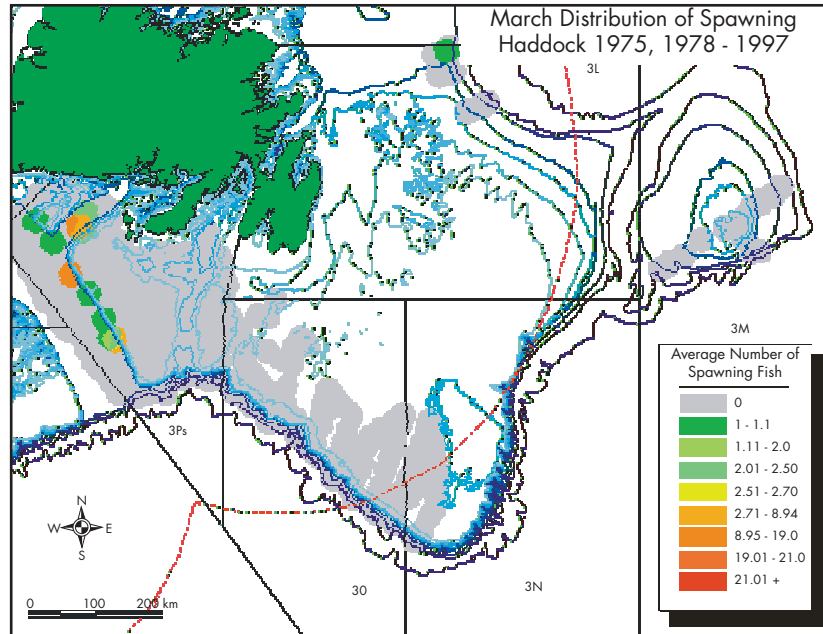 March Distribution of Spawning
Haddock 1975, 1978 - 1997
3L
3M
Average Number of
Spawning Fish
0
1 - 1.1
1.11 - 2.0
2.01 - 2.50
2.51 - 2.70
2.71 - 8.94
8.95 - 19.0
19.01 - 21.0
21.01 +
3Ps
N
W E
S
0 100 200 km
30
3N